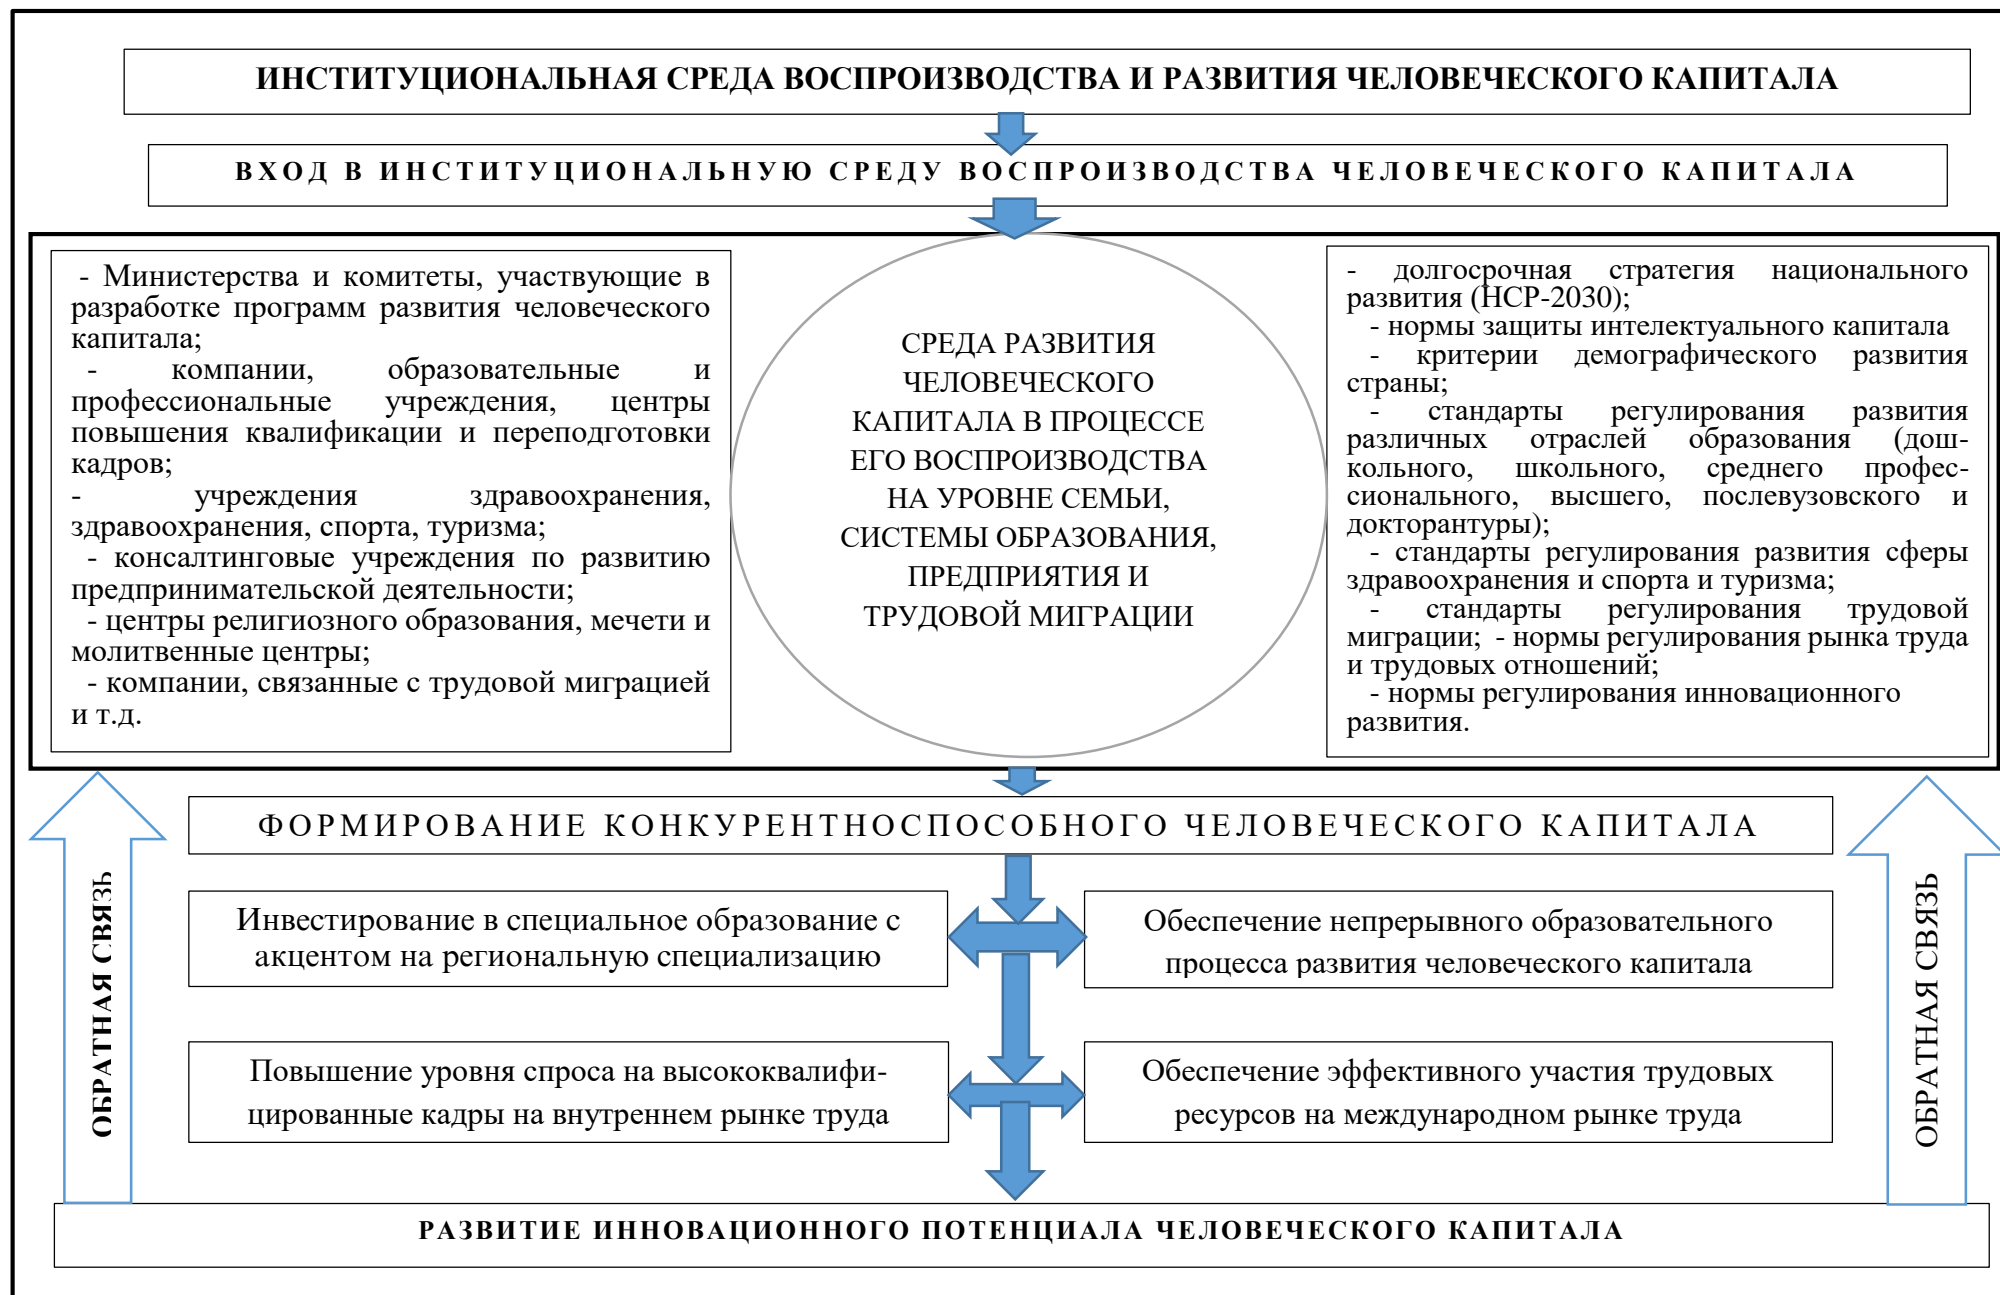 ИНСТИТУЦИОНАЛЬНАЯ СРЕДА ВОСПРОИЗВОДСТВА И РАЗВИТИЯ ЧЕЛОВЕЧЕСКОГО КАПИТАЛА
ВХОД В ИНСТИТУЦИОНАЛЬНУЮ СРЕДУ ВОСПРОИЗВОДСТВА ЧЕЛОВЕЧЕСКОГО КАПИТАЛА
- Министерства и комитеты, участвующие в
разработке программ развития человеческого
капитала;
- компании, образовательные и
профессиональные учреждения, центры
повышения квалификации и переподготовки
кадров;
- учреждения здравоохранения,
здравоохранения, спорта, туризма;
- консалтинговые учреждения по развитию
предпринимательской деятельности;
- центры религиозного образования, мечети и
молитвенные центры;
- компании, связанные с трудовой миграцией
и т.д.
СРЕДА РАЗВИТИЯ
ЧЕЛОВЕЧЕСКОГО
КАПИТАЛА В ПРОЦЕССЕ
ЕГО ВОСПРОИЗВОДСТВА
НА УРОВНЕ СЕМЬИ,
СИСТЕМЫ ОБРАЗОВАНИЯ,
ПРЕДПРИЯТИЯ И
ТРУДОВОЙ МИГРАЦИИ
- долгосрочная стратегия национального
развития (НСР-2030);
- нормы защиты интелектуального капитала
- критерии демографического развития
страны;
- стандарты регулирования развития
различных отраслей образования (дош-
кольного, школьного, среднего профес-
сионального, высшего, послевузовского и
докторантуры);
- стандарты регулирования развития сферы
здравоохранения и спорта и туризма;
- стандарты регулирования трудовой
миграции; - нормы регулирования рынка труда
и трудовых отношений;
- нормы регулирования инновационного
развития.
ФОРМИРОВАНИЕ КОНКУРЕНТНОСПОСОБНОГО ЧЕЛОВЕЧЕСКОГО КАПИТАЛА
ОБРАТНАЯ СВЯЗЬ
Инвестирование в специальное образование с
акцентом на региональную специализацию
Обеспечение непрерывного образовательного
процесса развития человеческого капитала
ОБРАТНАЯ СВЯЗЬ
Повышение уровня спроса на высококвалифи-
цированные кадры на внутреннем рынке труда
Обеспечение эффективного участия трудовых
ресурсов на международном рынке труда
РАЗВИТИЕ ИННОВАЦИОННОГО ПОТЕНЦИАЛА ЧЕЛОВЕЧЕСКОГО КАПИТАЛА